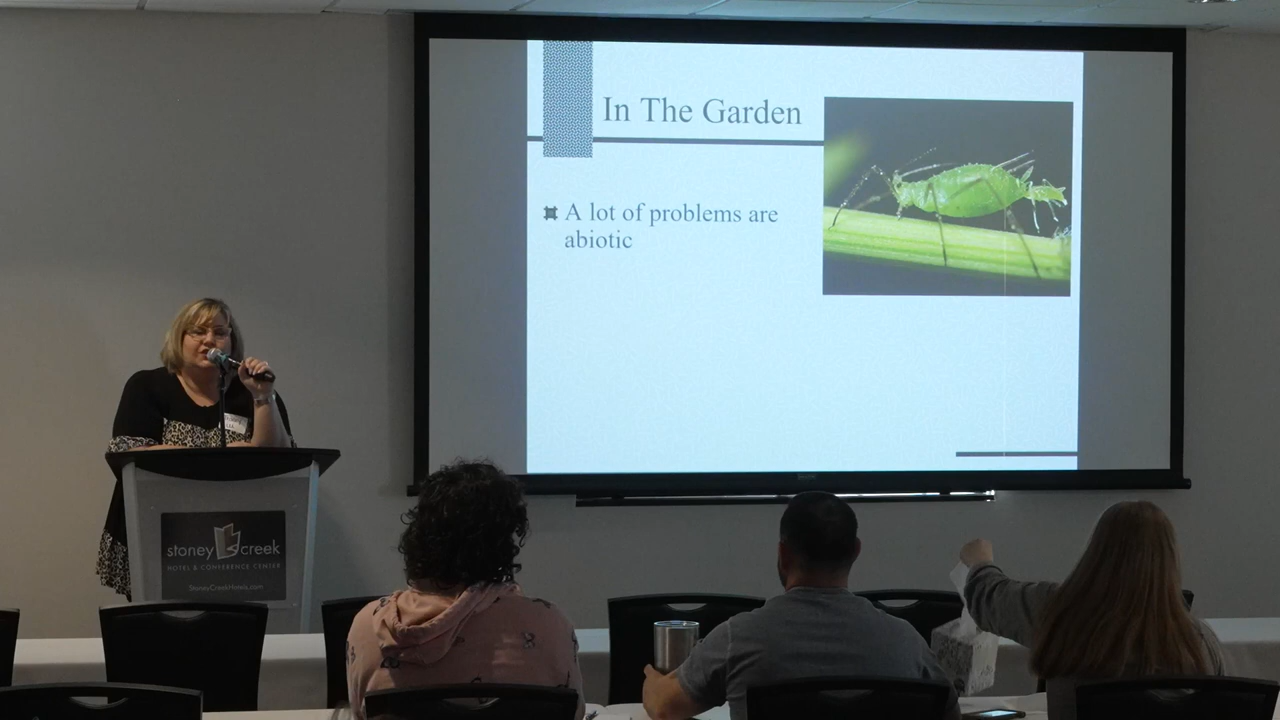 In The Garden
A lot of problems are
abiotic
stoney creek
HOTEL & CONFERENCE CENTER
StoneyCreekHotels.com